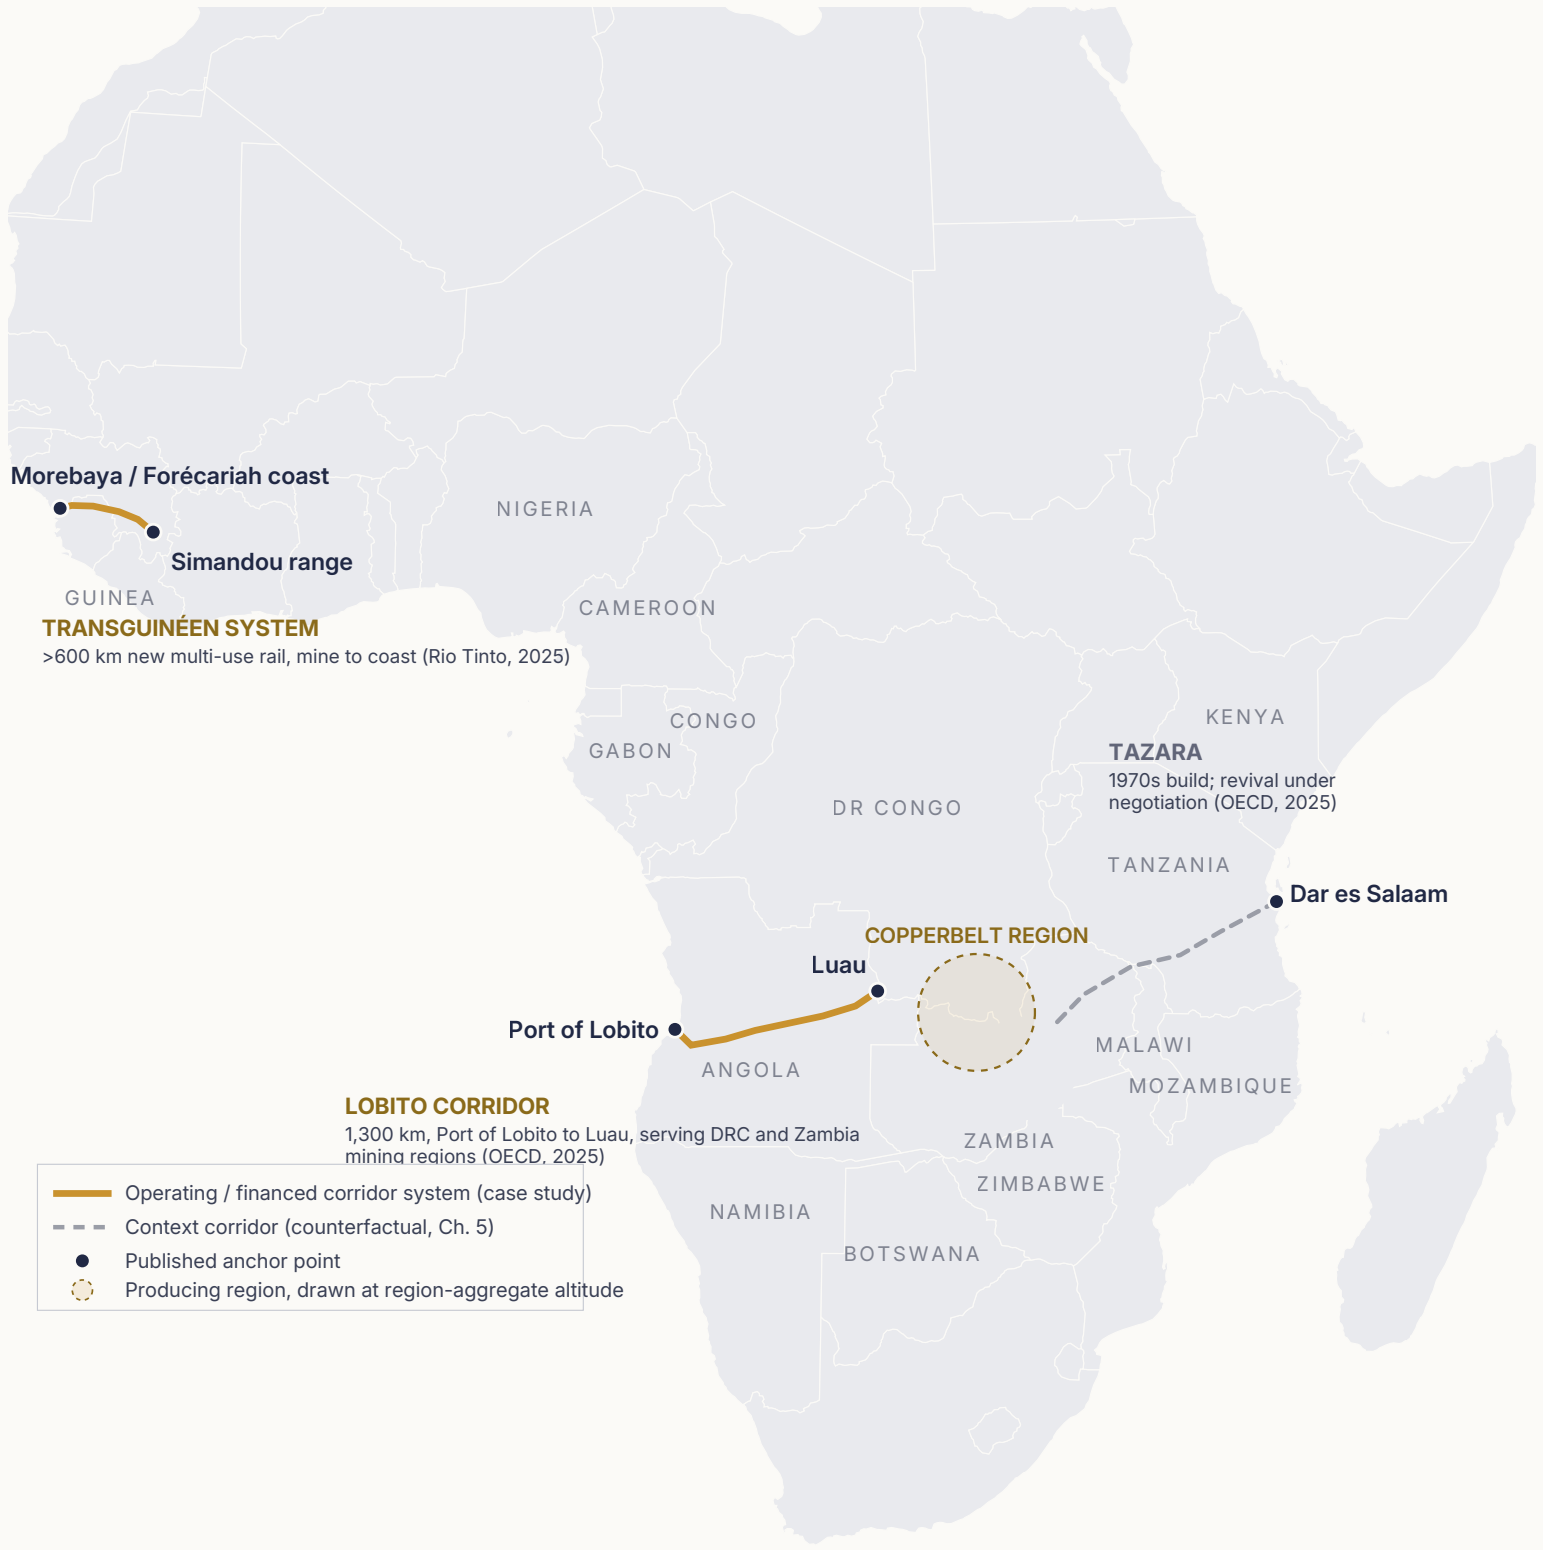 Morebaya / Forécariah coast
NIGERIA
Simandou range
GUINEA
CAMEROON
TRANSGUINÉEN SYSTEM
>600 km new multi-use rail, mine to coast (Rio Tinto, 2025)
CONGO
KENYA
GABON
TAZARA
1970s build; revival under
negotiation (OECD, 2025)
DR CONGO
TANZANIA
Dar es Salaam
COPPERBELT REGION
Luau
Port of Lobito
MALAWI
ANGOLA
MOZAMBIQUE
LOBITO CORRIDOR
1,300 km, Port of Lobito to Luau, serving DRC and Zambia
mining regions (OECD, 2025)
ZAMBIA
ZIMBABWE
NAMIBIA
BOTSWANA
Operating / financed corridor system (case study)
Context corridor (counterfactual, Ch. 5)
Published anchor point
Producing region, drawn at region-aggregate altitude